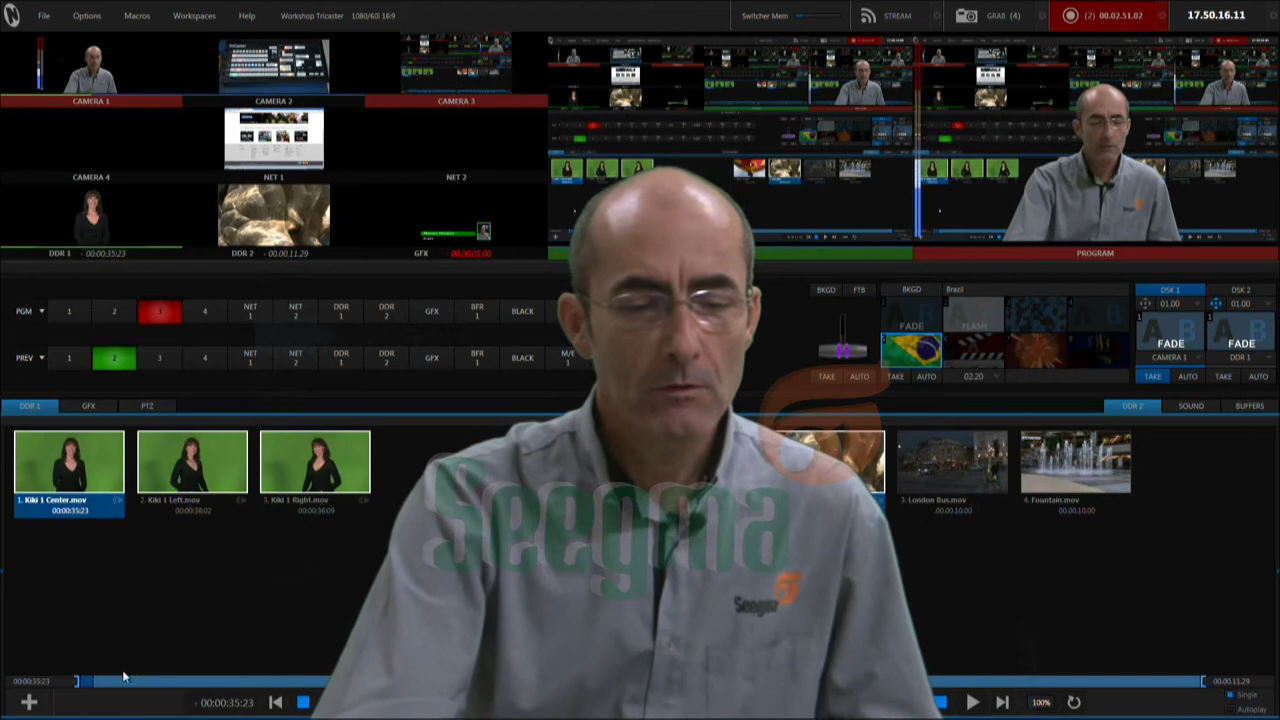 File Options Macros Workspaces Help Workshop Tricaster 1080/60i 16:9 Switcher Mem STREAM GRAB (4) (2) 00.02.51.02 17.50.16.11
CAMERA 1 CAMERA 2 CAMERA 3
CAMERA 4 NET 1 NET 2
DDR 1 - 00:00:35:23 DDR 2 - 00.00.11.29 GFX 00:00:05.00 PROGRAM
BKGD FTB BKGD Brazil DSK 1 DSK 2
01.00 01.00
PGM 1 2 3 4 NET 1 NET 2 DDR 1 DDR 2 GFX BFR 1 BLACK
FADE FLASH
A B FADE A B FADE
PREV 1 2 3 4 NET 1 NET 2 DDR 1 DDR 2 GFX BFR 1 BLACK M/E
CAMERA 1 DDR 1
TAKE AUTO TAKE AUTO 02.20 TAKE AUTO TAKE AUTO
DDR 1 GFX PTZ DDR 2 SOUND BUFFERS
1. Kiki 1 Center.mov 2. Kiki 1 Left.mov 3. Kiki 1 Right.mov 3. London Bus.mov 4. Fountain.mov
00:00:35:23 00:00:38:02 00:00:36:09 .00.00.10.00 .00.10.00
Seegma
Seegma
00:00:35:23 00.00.11.29
- 00:00:35:23 100% Single
Autoplay